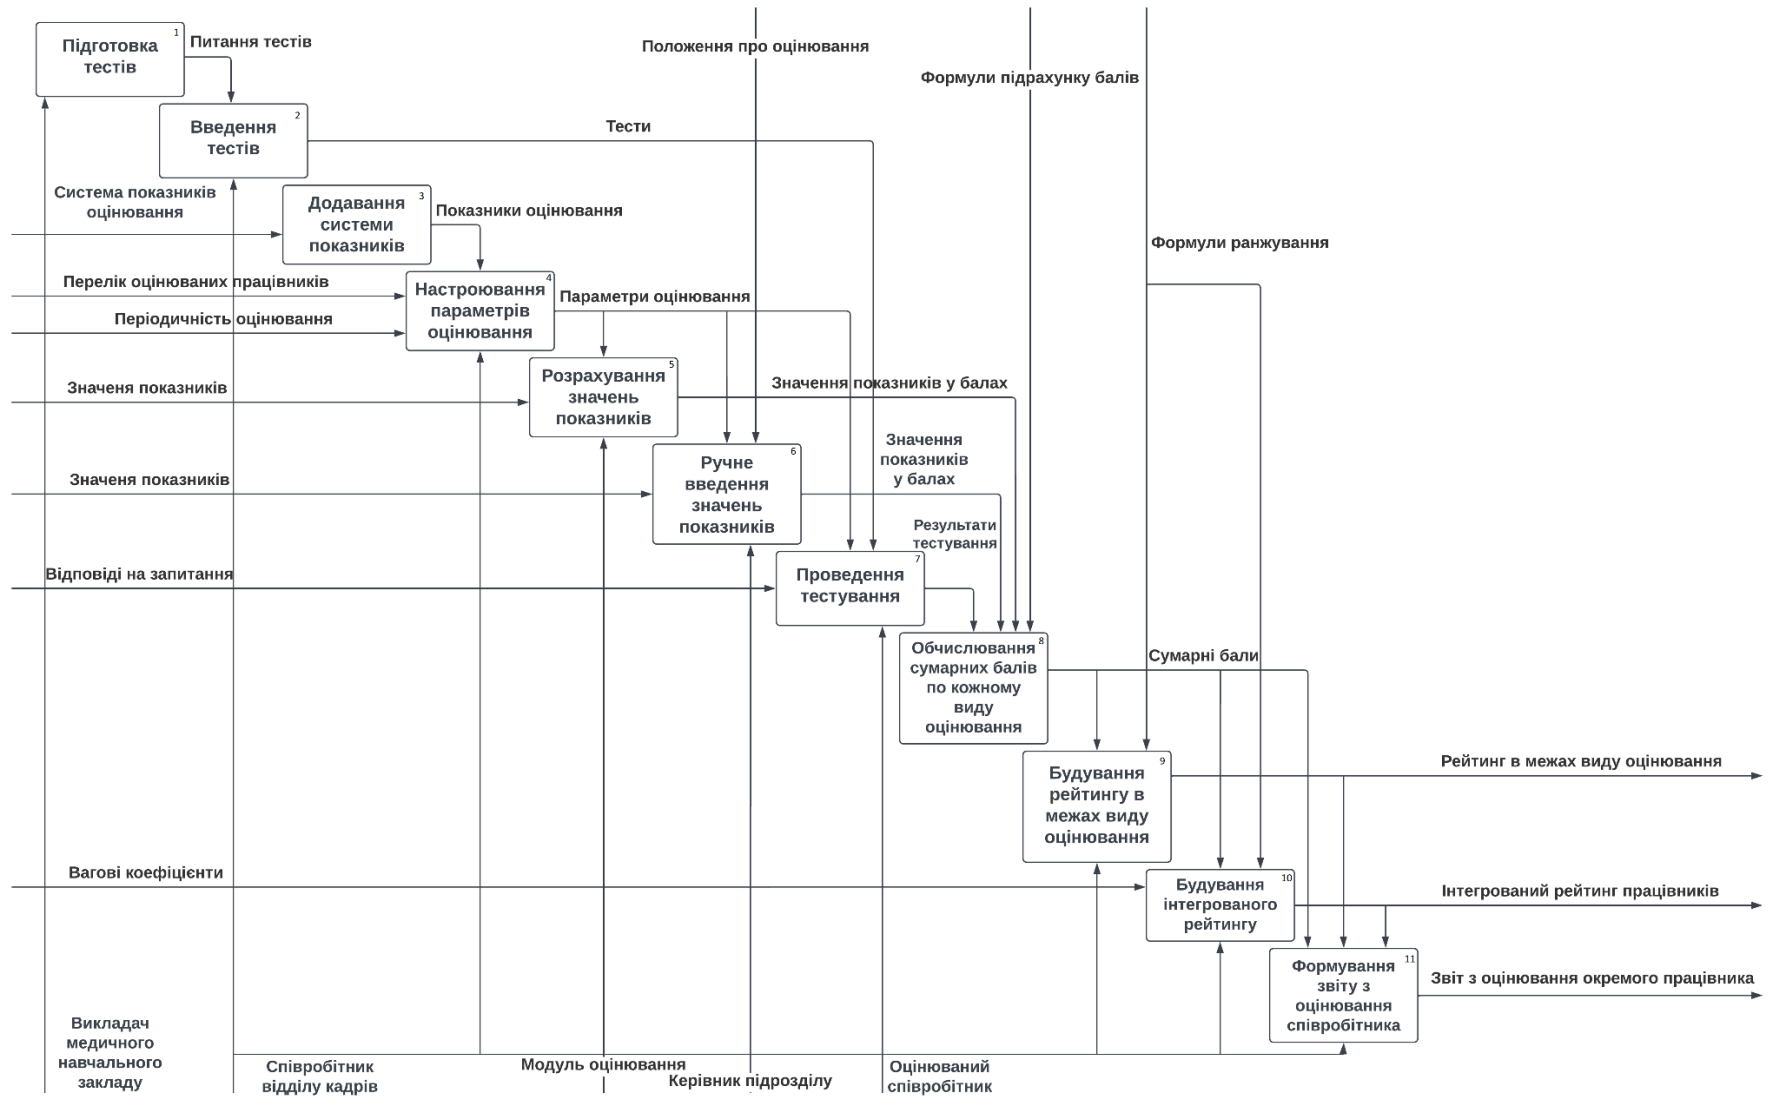 1
Підготовка
тестів
Питання тестів
Положення про оцінювання
Формули підрахунку балів
2
Введення
тестів
Тести
Система показників
оцінювання
3
Додавання
системи
показників
Показники оцінювання
Формули ранжування
Перелік оцінюваних працівників
Періодичність оцінювання
4
Настроювання
параметрів
оцінювання
Параметри оцінювання
Значеня показників
5
Розрахування
значень
показників
Значення показників у балах
Значеня показників
6
Ручне
введення
значень
показників
Значення
показників
у балах
Результати
тестування
Відповіді на запитання
7
Проведення
тестування
8
Обчислювання
сумарних балів
по кожному
виду
оцінювання
Сумарні бали
9
Будування
рейтингу в
межах виду
оцінювання
Рейтинг в межах виду оцінювання
Вагові коефіцієнти
10
Будування
інтегрованого
рейтингу
Інтегрований рейтинг працівників
11
Формування
звіту з
оцінювання
співробітника
Звіт з оцінювання окремого працівника
Викладач
медичного
навчального
закладу
Співробітник
відділу кадрів
Модуль оцінювання
Керівник підрозділу
Оцінюваний
співробітник